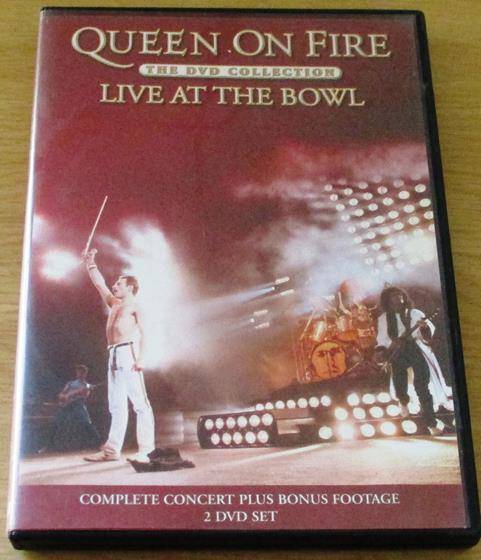 QUEEN ON FIRE
THE DVD COLLECTION
LIVE AT THE BOWL
COMPLETE CONCERT PLUS BONUS FOOTAGE
2 DVD SET